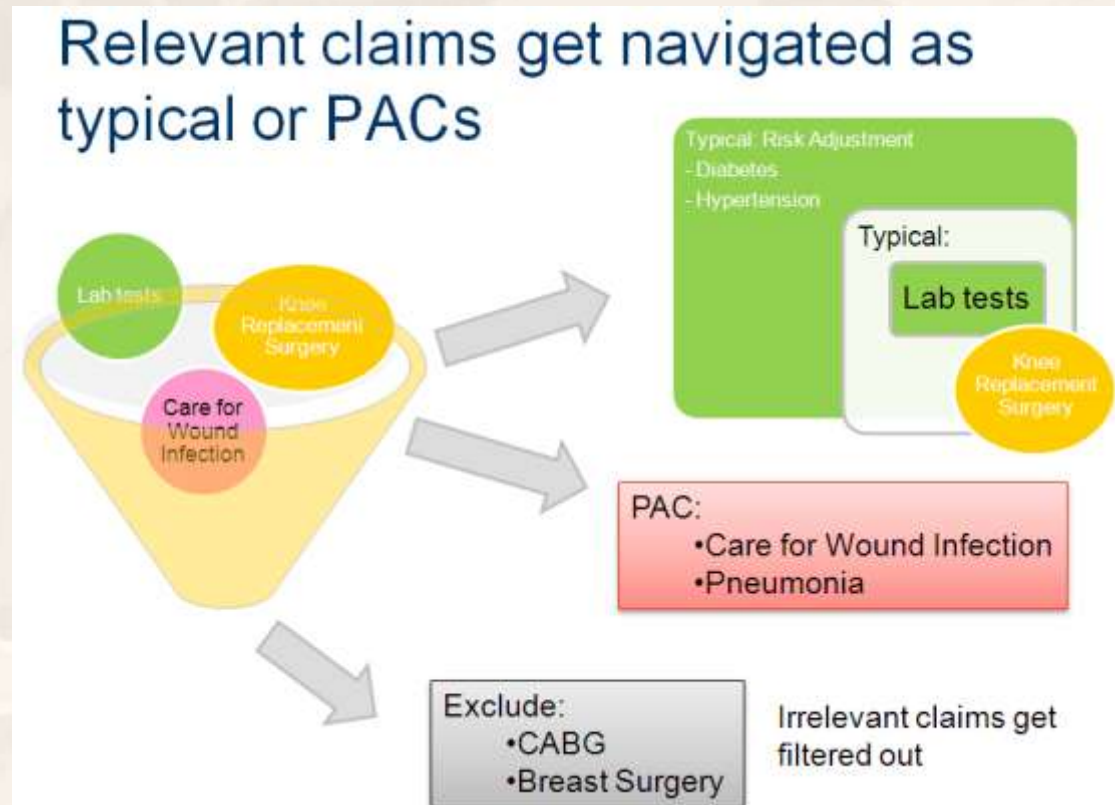 Relevant claims get navigated as
typical or PACs
Typical: Risk Adjustment
- Diabetes
- Hypertension
Typical:
Lab tests
Knee
Replacement
Surgery
Lab tests
Knee
Replacement
Surgery
Care for
Wound
Infection
PAC:
•Care for Wound Infection
•Pneumonia
Exclude:
•CABG
•Breast Surgery
Irrelevant claims get
filtered out